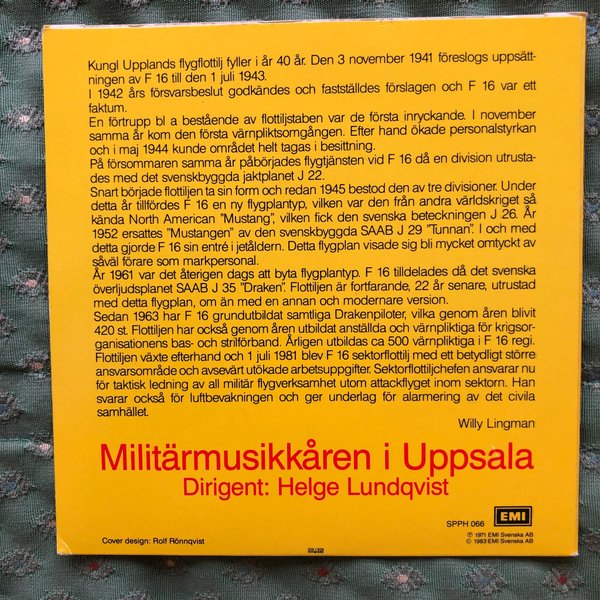 Kungl Upplands flygflottilj fyller i år 40 år. Den 3 november 1941 föreslogs uppsätt-
ningen av F 16 till den 1 juli 1943.
I 1942 års försvarsbeslut godkändes och fastställdes förslagen och F 16 var ett
faktum.
En förtrupp bl a bestående av flottiljstaben var de första inryckande. I november
samma år kom den första värnpliktsomgången. Efter hand ökade personalstyrkan
och i maj 1944 kunde området helt tagas i besittning.
På försommaren samma år påbörjades flygtjänsten vid F 16 då en division utrusta-
des med det svenskbyggda jaktplanet J 22.
Snart började flottiljen ta sin form och redan 1945 bestod den av tre divisioner. Under
detta år tillfördes F 16 en ny flygplantyp, vilken var den från andra världskriget så
kända North American "Mustang", vilken fick den svenska beteckningen J 26. År
1952 ersattes "Mustangen" av den svenskbyggda SAAB J 29 "Tunnan". I och med
detta gjorde F 16 sin entré i jetåldern. Detta flygplan visade sig bli mycket omtyckt av
såväl förare som markpersonal.
År 1961 var det återigen dags att byta flygplantyp. F 16 tilldelades då det svenska
överljudsplanet SAAB J 35 "Draken". Flottiljen är fortfarande, 22 år senare, utrustad
med detta flygplan, om än med en annan och modernare version.
Sedan 1963 har F 16 grundutbildat samtliga Drakenpiloter, vilka genom åren blivit
420 st. Flottiljen har också genom åren utbildat anställda och värnpliktiga för krigsor-
ganisationens bas- och strilförband. Årligen utbildas ca 500 värnpliktiga i F 16 regi.
Flottiljen växte efterhand och 1 juli 1981 blev F 16 sektorflottilj med ett betydligt större
ansvarsområde och avsevärt utökade arbetsuppgifter. Sektorflottiljchefen ansvarar nu
för taktisk ledning av all militär flygverksamhet utom attackflyget inom sektorn. Han
svarar också för luftbevakningen och ger underlag för alarmering av det civila
samhället.
Willy Lingman
Militärmusikkåren i Uppsala
Dirigent: Helge Lundqvist
SPPH 066
EMI
Cover design: Rolf Rönnqvist
℗ 1971 EMI Svenska AB
© 1983 EMI Svenska AB